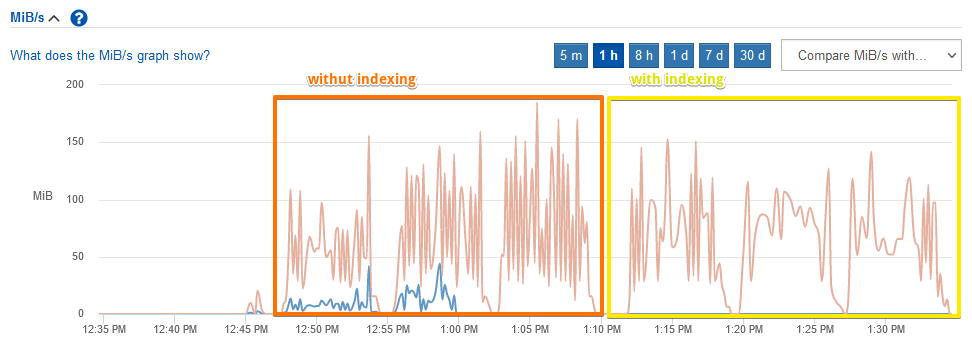 MiB/s ?
What does the MiB/s graph show?
5 m 1 h 8 h 1 d 7 d 30 d Compare MiB/s with...
withut indexing with indexing
200
150
MiB 100
50
0
12:35 PM 12:40 PM 12:45 PM 12:50 PM 12:55 PM 1:00 PM 1:05 PM 1:10 PM 1:15 PM 1:20 PM 1:25 PM 1:30 PM